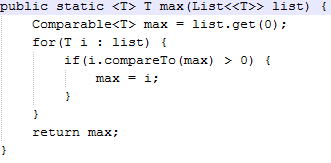 public static <T> T max(List<<T>> list) {
Comparable<T> max = list.get(0);
for(T i : list) {
if(i.compareTo(max) > 0) {
max = i;
}
}
return max;
}